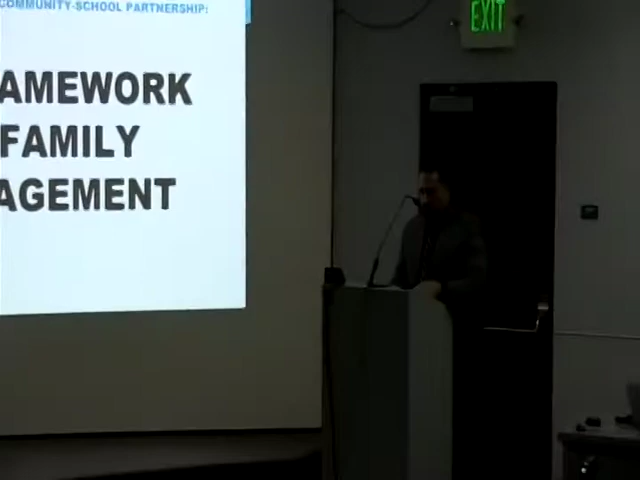 COMMUNITY-SCHOOL PARTNERSHIP:
AMEWORK
FAMILY
AGEMENT
EXIT